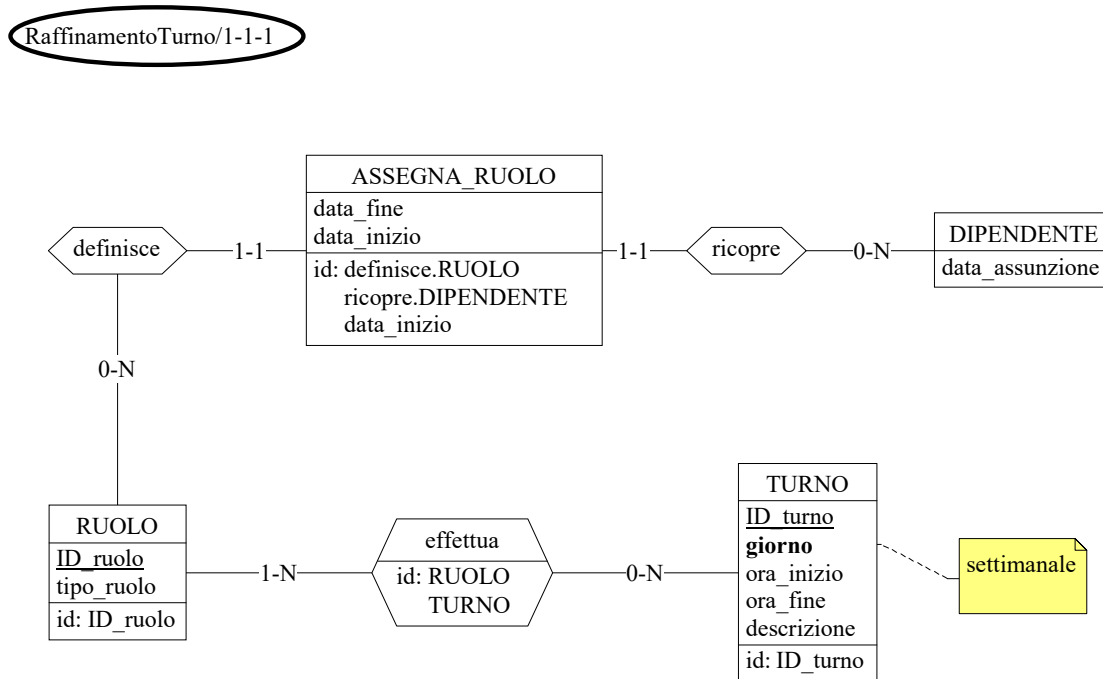 RaffinamentoTurno/1-1-1
ASSEGNA_RUOLO
data_fine
data_inizio
id: definisce.RUOLO
ricopre.DIPENDENTE
data_inizio
definisce
1-1
1-1
ricopre
0-N
DIPENDENTE
data_assunzione
0-N
RUOLO
ID_ruolo
tipo_ruolo
id: ID_ruolo
1-N
effettua
id: RUOLO
TURNO
0-N
TURNO
ID_turno
giorno
ora_inizio
ora_fine
descrizione
id: ID_turno
settimanale